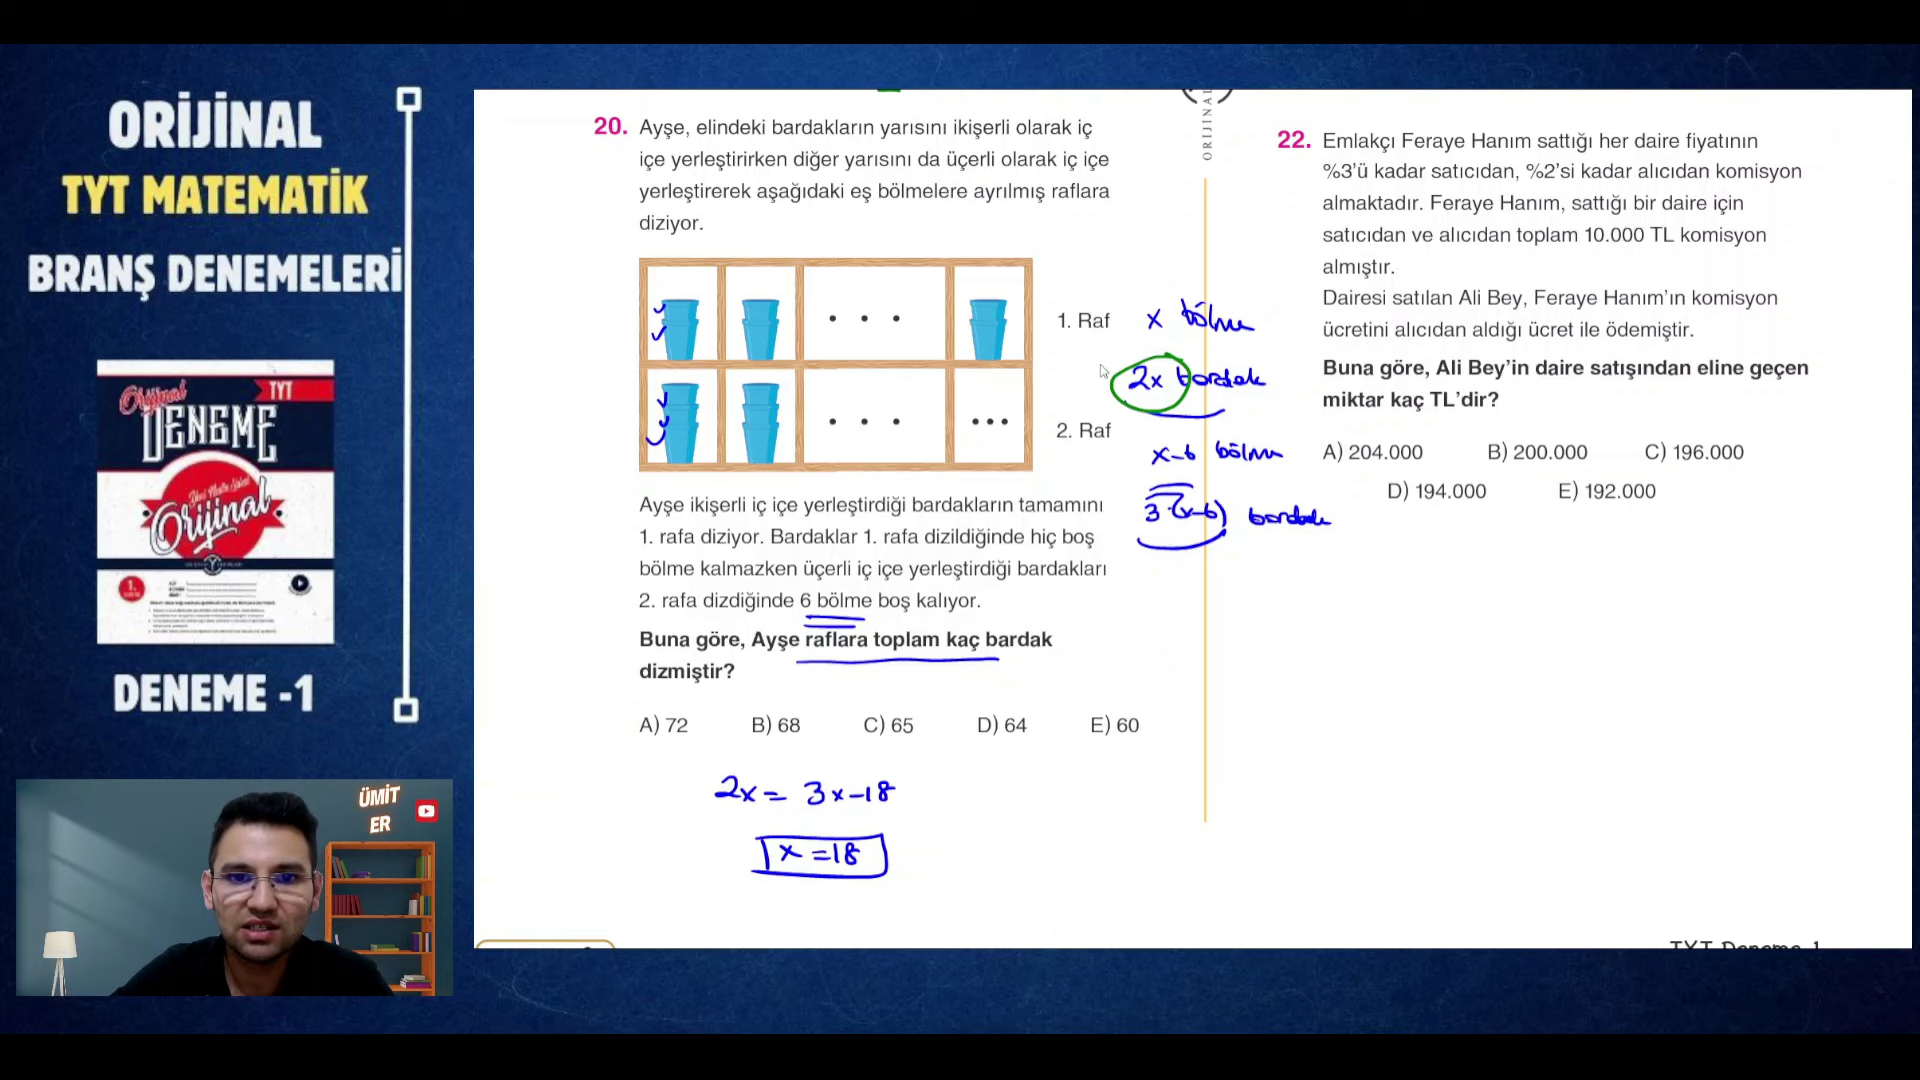 ORİJİNAL
TYT MATEMATİK
BRANŞ DENEMELERİ
TYT
Orijinal
DENEME
Orijinal
1.
DENEME -1
ÜMİT
ER
ORİJİNAL
20. Ayşe, elindeki bardakların yarısını ikişerli olarak iç
içe yerleştirirken diğer yarısını da üçerli olarak iç içe
yerleştirerek aşağıdaki eş bölmelere ayrılmış raflara
diziyor.
1. Raf
x bölme
2x bardak
2. Raf
x-6 bölme
3·(x-6) bardak
Ayşe ikişerli iç içe yerleştirdiği bardakların tamamını
1. rafa diziyor. Bardaklar 1. rafa dizildiğinde hiç boş
bölme kalmazken üçerli iç içe yerleştirdiği bardakları
2. rafa dizdiğinde 6 bölme boş kalıyor.
Buna göre, Ayşe raflara toplam kaç bardak
dizmiştir?
A) 72 B) 68 C) 65 D) 64 E) 60
2x = 3x-18
x = 18
22. Emlakçı Feraye Hanım sattığı her daire fiyatının
%3'ü kadar satıcıdan, %2'si kadar alıcıdan komisyon
almaktadır. Feraye Hanım, sattığı bir daire için
satıcıdan ve alıcıdan toplam 10.000 TL komisyon
almıştır.
Dairesi satılan Ali Bey, Feraye Hanım'ın komisyon
ücretini alıcıdan aldığı ücret ile ödemiştir.
Buna göre, Ali Bey'in daire satışından eline geçen
miktar kaç TL'dir?
A) 204.000 B) 200.000 C) 196.000
D) 194.000 E) 192.000
TYT Deneme 1